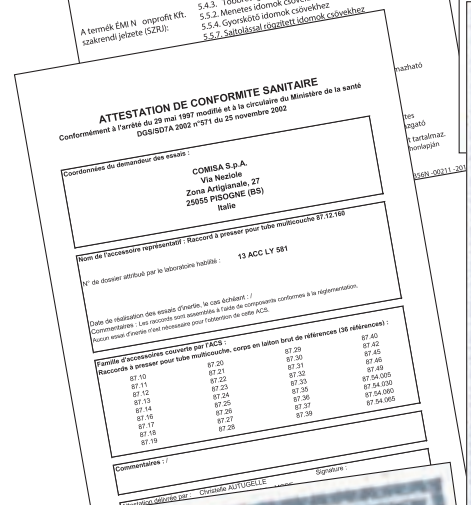 5.5.2. Menetes idomok
5.5.4. Gyorskötő idomok csövekhez
5.5.7. Saitolással rögzített idomok csövekhez
A termék ÉMI N onprofit Kft.
szakrendi jelzete (SZRJ):
mazható
tes
t tartalmaz.
honlapján
ATTESTATION DE CONFORMITE SANITAIRE
Conformément à l'arrêté du 29 mai 1997 modifié et à la circulaire du Ministère de la santé
DGS/SD7A 2002 n°571 du 25 novembre 2002
Coordonnées du demandeur des essais :
COMISA S.p.A.
Via Neziole
Zona Artigianale, 27
25055 PISOGNE (BS)
Italie
Nom de l'accessoire représentatif : Raccord à presser pour tube multicouche 87.12.160
N° de dossier attribué par le laboratoire habilité : 13 ACC LY 581
Date de réalisation des essais d'inertie, le cas échéant : /
Commentaires : Les raccords sont assemblés à l'aide de composants conformes à la réglementation.
Aucun essai d'inertie n'est nécessaire pour l'obtention de cette ACS.
Famille d'accessoires couverte par l'ACS :
Raccords à presser pour tube multicouche, corps en laiton brut de références (36 références) :
87.10 87.20 87.29 87.40
87.11 87.21 87.30 87.42
87.12 87.22 87.31 87.45
87.13 87.23 87.32 87.46
87.14 87.24 87.33 87.49
87.16 87.25 87.35 87.54.005
87.17 87.26 87.36 87.54.030
87.18 87.27 87.37 87.54.060
87.19 87.28 87.39 87.54.065
Commentaires : /
Attestation délivrée par : Christelle AUTUGELLE Signature :